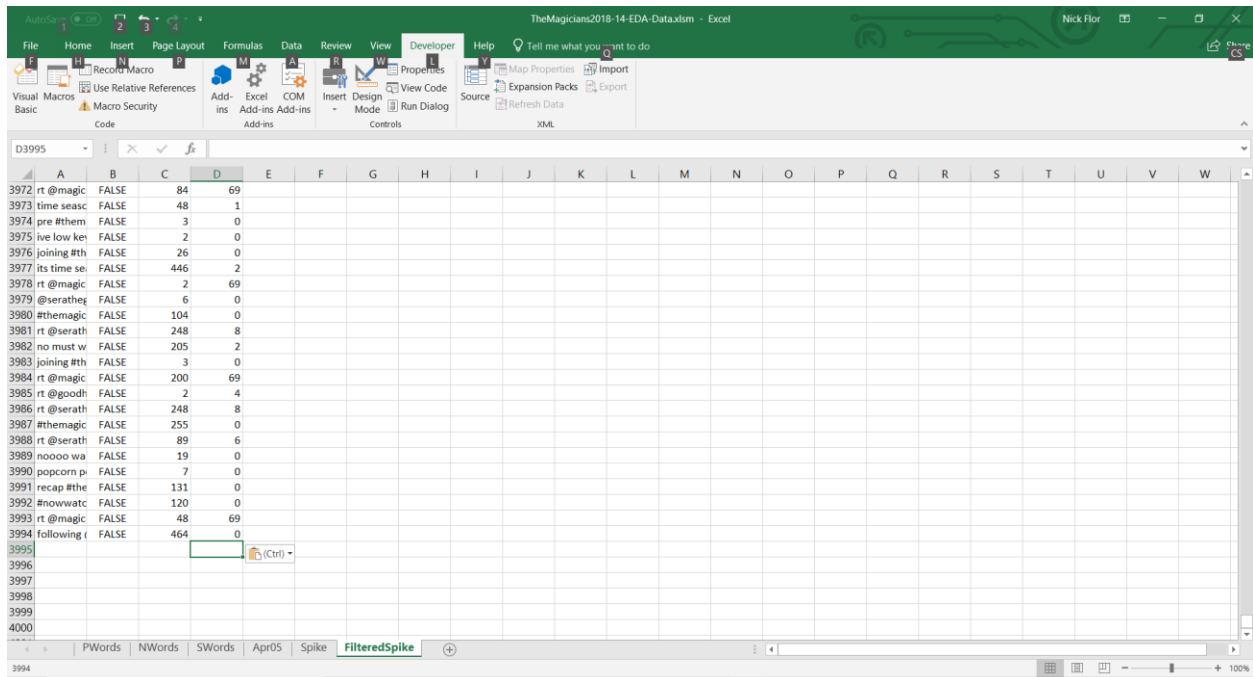 AutoSave Off 1 2 3 4 TheMagicians2018-14-EDA-Data.xlsm - Excel Nick Flor
File Home Insert Page Layout Formulas Data Review View Developer Help Tell me what you want to do Share
F H N P M A R W L Y Q CS
Visual Basic Macros Record Macro Use Relative References Macro Security Add-ins Excel Add-ins COM Add-ins Insert Design Mode Properties View Code Run Dialog Source Map Properties Expansion Packs Refresh Data Import Export
Code Add-ins Controls XML
D3995 fx
A B C D E F G H I J K L M N O P Q R S T U V W
3972 rt @magic FALSE 84 69
3973 time seasc FALSE 48 1
3974 pre #them FALSE 3 0
3975 ive low key FALSE 2 0
3976 joining #th FALSE 26 0
3977 its time sea FALSE 446 2
3978 rt @magic FALSE 2 69
3979 @seratheg FALSE 6 0
3980 #themagic FALSE 104 0
3981 rt @serath FALSE 248 8
3982 no must w FALSE 205 2
3983 joining #th FALSE 3 0
3984 rt @magic FALSE 200 69
3985 rt @goodh FALSE 2 4
3986 rt @serath FALSE 248 8
3987 #themagic FALSE 255 0
3988 rt @serath FALSE 89 6
3989 noooo wa FALSE 19 0
3990 popcorn p FALSE 7 0
3991 recap #the FALSE 131 0
3992 #nowwatc FALSE 120 0
3993 rt @magic FALSE 48 69
3994 following FALSE 464 0
3995 (Ctrl)
3996
3997
3998
3999
4000
PWords NWords SWords Apr05 Spike FilteredSpike
3994 100%